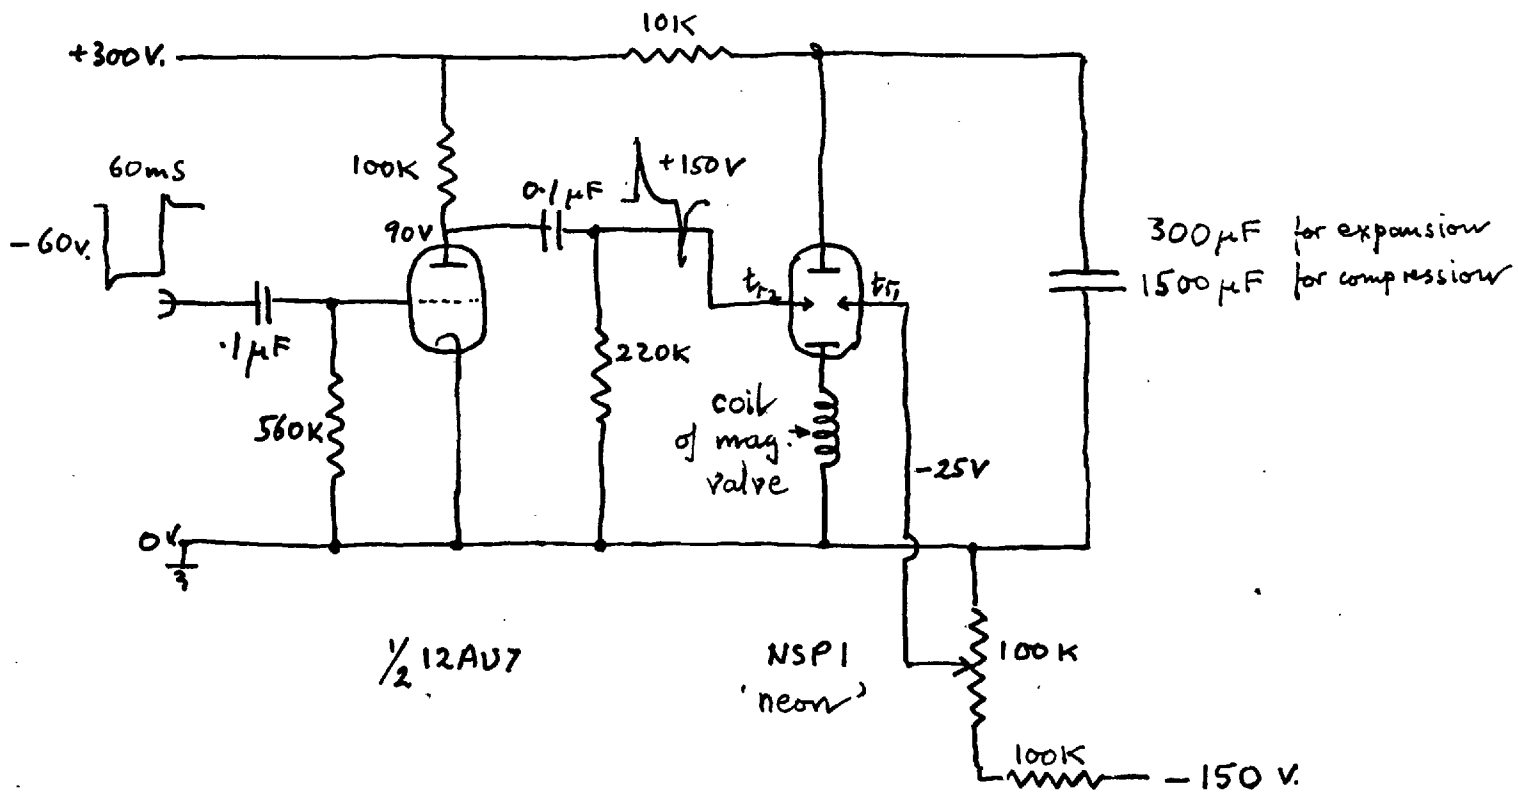 10K
+300V.
60mS
100K
0.1µF
+150V
-60V.
90V
300µF for expansion
1500µF for compression
tr2
tr1
.1µF
220K
560K
coil
of mag.
valve
-25V
0V.
1/2 12AU7
NSP1
'neon'
100K
100K
-150 V.